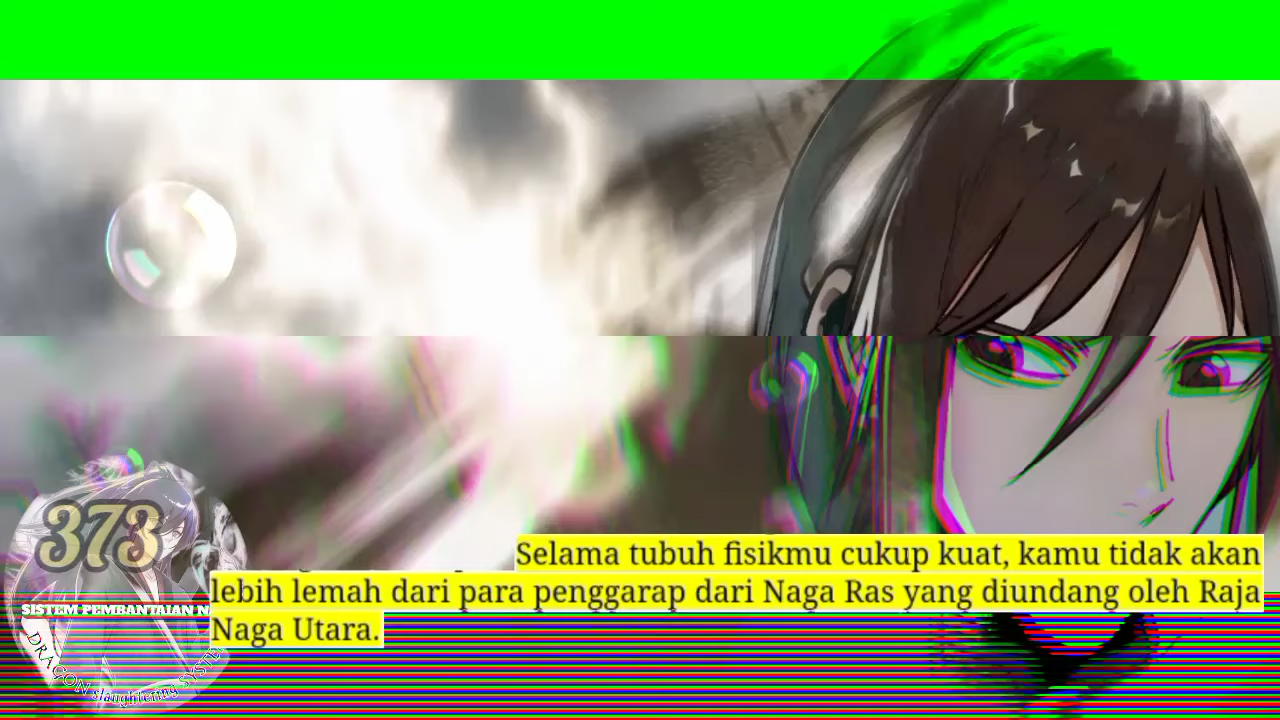 373
SISTEM PEMBANTAIAN N
DRAGON slaughtering SYSTE
Selama tubuh fisikmu cukup kuat, kamu tidak akan
lebih lemah dari para penggarap dari Naga Ras yang diundang oleh Raja
Naga Utara.